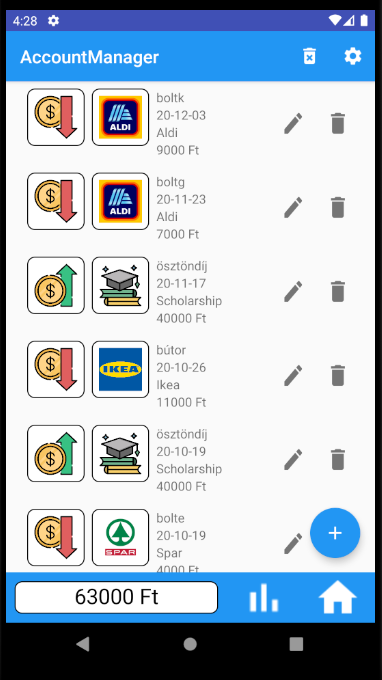 4:28
AccountManager
boltk
20-12-03
Aldi
9000 Ft
ALDI
boltg
20-11-23
Aldi
7000 Ft
ALDI
ösztöndíj
20-11-17
Scholarship
40000 Ft
bútor
20-10-26
Ikea
11000 Ft
IKEA
ösztöndíj
20-10-19
Scholarship
40000 Ft
bolte
20-10-19
Spar
4000 Ft
SPAR
63000 Ft